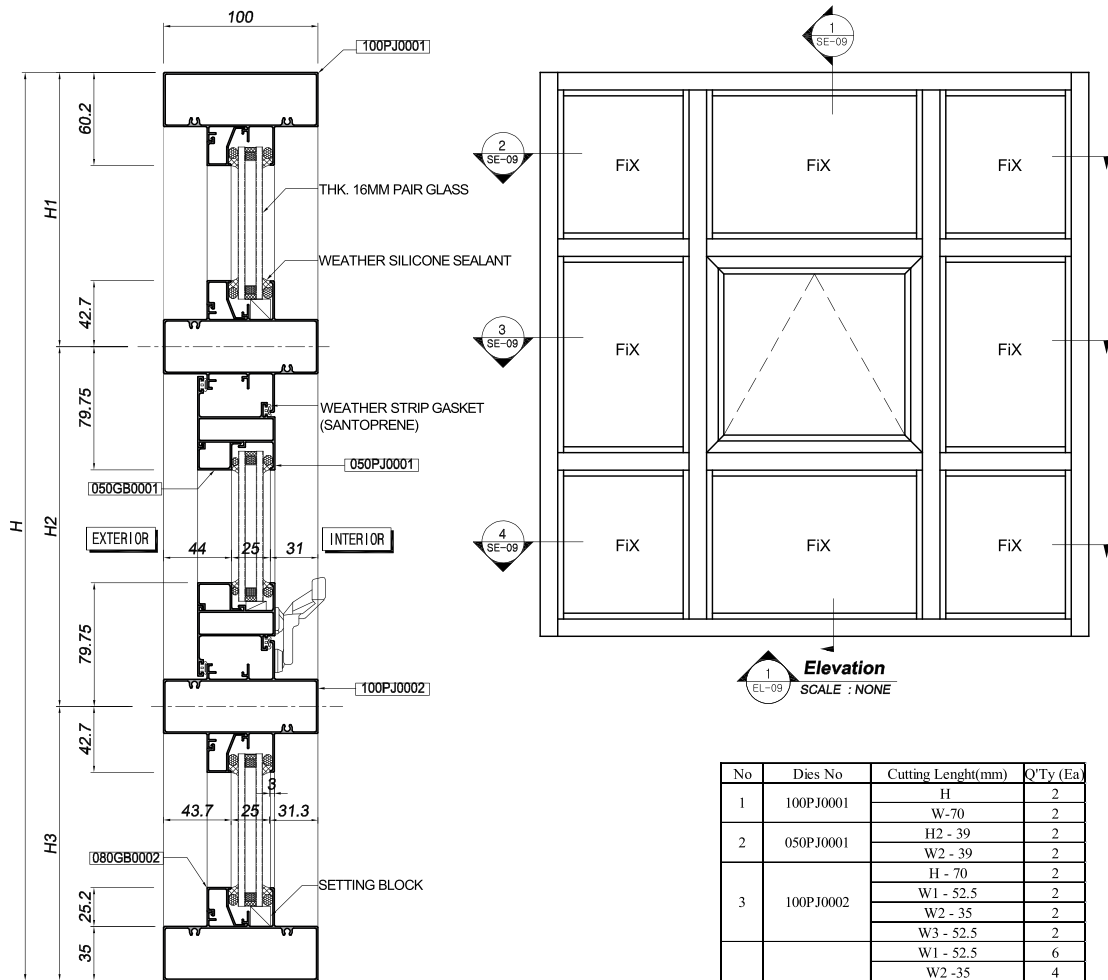 100
100PJ0001
60.2
THK. 16MM PAIR GLASS
H1
WEATHER SILICONE SEALANT
42.7
79.75
WEATHER STRIP GASKET
(SANTOPRENE)
050PJ0001
050GB0001
H
H2
EXTERIOR
44
25
31
INTERIOR
79.75
100PJ0002
42.7
3
43.7
25
31.3
H3
080GB0002
SETTING BLOCK
25.2
35
1
SE-09
2
SE-09
FiX
FiX
FiX
3
SE-09
FiX
FiX
4
SE-09
FiX
FiX
FiX
1
EL-09
Elevation
SCALE : NONE
No Dies No Cutting Lenght(mm) Q'Ty (Ea)
1 100PJ0001 H 2
W-70 2
2 050PJ0001 H2 - 39 2
W2 - 39 2
3 100PJ0002 H - 70 2
W1 - 52.5 2
W2 - 35 2
W3 - 52.5 2
W1 - 52.5 6
W2 -35 4